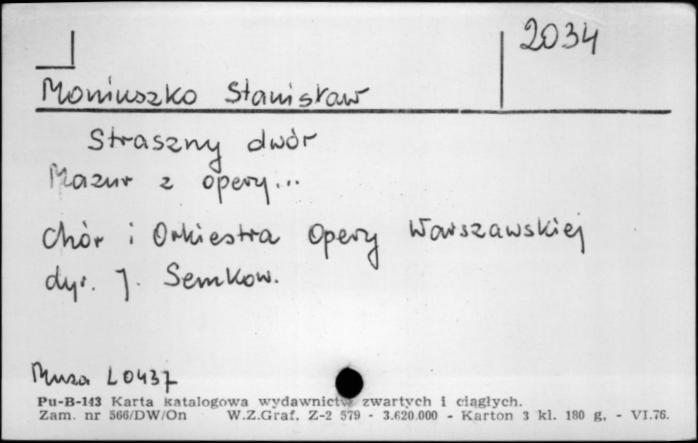 2034
Moniuszko Stanisław
Straszny dwór
Mazur z opery...
Chór i Orkiestra Opery Warszawskiej
dyr. J. Semkow.
Muza L0437
Pu-B-143 Karta katalogowa wydawnictw zwartych i ciągłych.
Zam. nr 566/DW/On W.Z.Graf. Z-2 579 - 3.620.000 - Karton 3 kl. 180 g. - VI.76.